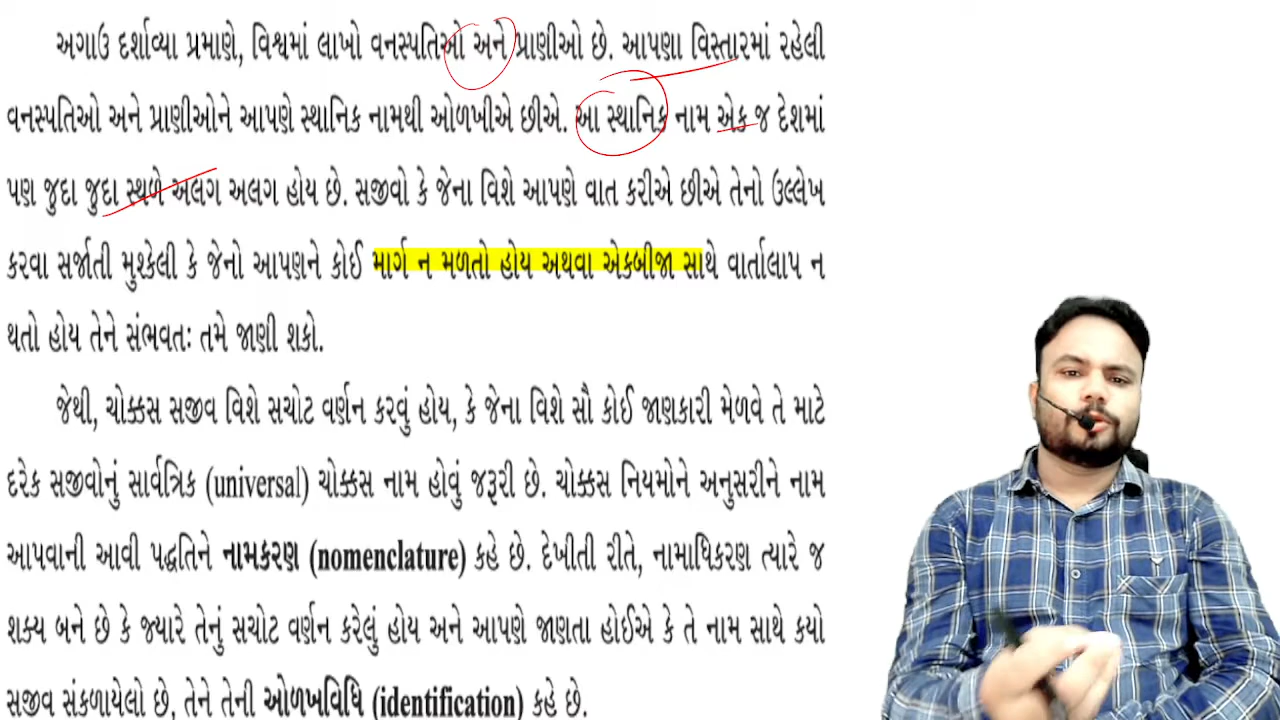 અગાઉ દર્શાવ્યા પ્રમાણે, વિશ્વમાં લાખો વનસ્પતિઓ અને પ્રાણીઓ છે. આપણા વિસ્તારમાં રહેલી
વનસ્પતિઓ અને પ્રાણીઓને આપણે સ્થાનિક નામથી ઓળખીએ છીએ. આ સ્થાનિક નામ એક જ દેશમાં
પણ જુદા જુદા સ્થળે અલગ અલગ હોય છે. સજીવો કે જેના વિશે આપણે વાત કરીએ છીએ તેનો ઉલ્લેખ
કરવા સર્જાતી મુશ્કેલી કે જેનો આપણને કોઈ માર્ગ ન મળતો હોય અથવા એકબીજા સાથે વાર્તાલાપ ન
થતો હોય તેને સંભવતઃ તમે જાણી શકો.
જેથી, ચોક્કસ સજીવ વિશે સચોટ વર્ણન કરવું હોય, કે જેના વિશે સૌ કોઈ જાણકારી મેળવે તે માટે
દરેક સજીવોનું સાર્વત્રિક (universal) ચોક્કસ નામ હોવું જરૂરી છે. ચોક્કસ નિયમોને અનુસરીને નામ
આપવાની આવી પદ્ધતિને નામકરણ (nomenclature) કહે છે. દેખીતી રીતે, નામાધિકરણ ત્યારે જ
શક્ય બને છે કે જ્યારે તેનું સચોટ વર્ણન કરેલું હોય અને આપણે જાણતા હોઈએ કે તે નામ સાથે કયો
સજીવ સંકળાયેલો છે, તેને તેની ઓળખવિધિ (identification) કહે છે.